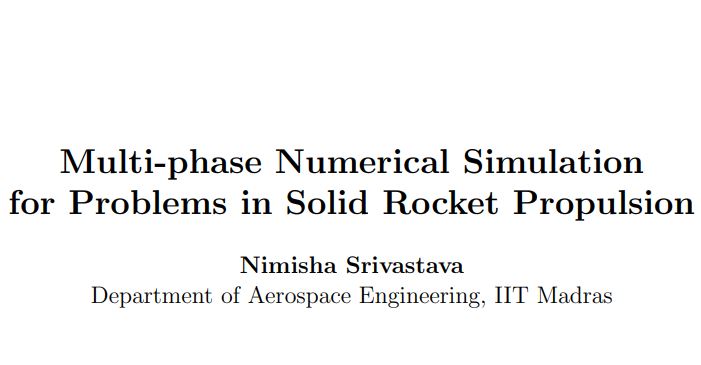 Multi-phase Numerical Simulation
for Problems in Solid Rocket Propulsion
Nimisha Srivastava
Department of Aerospace Engineering, IIT Madras